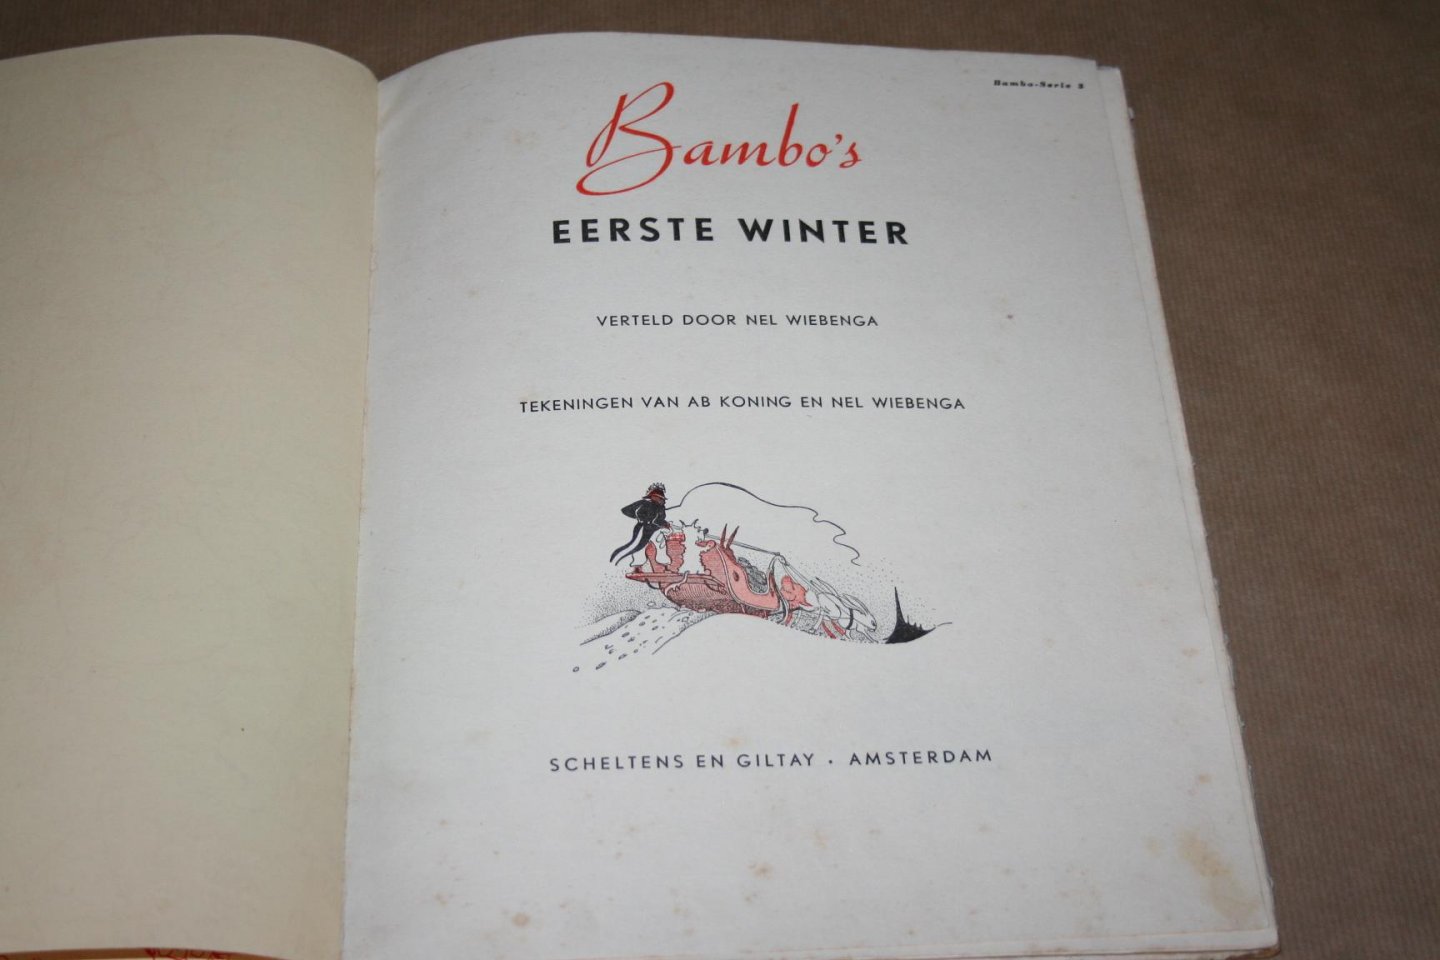 Bambo-Serie 3
Bambo's
EERSTE WINTER
VERTELD DOOR NEL WIEBENGA
TEKENINGEN VAN AB KONING EN NEL WIEBENGA
SCHELTENS EN GILTAY · AMSTERDAM